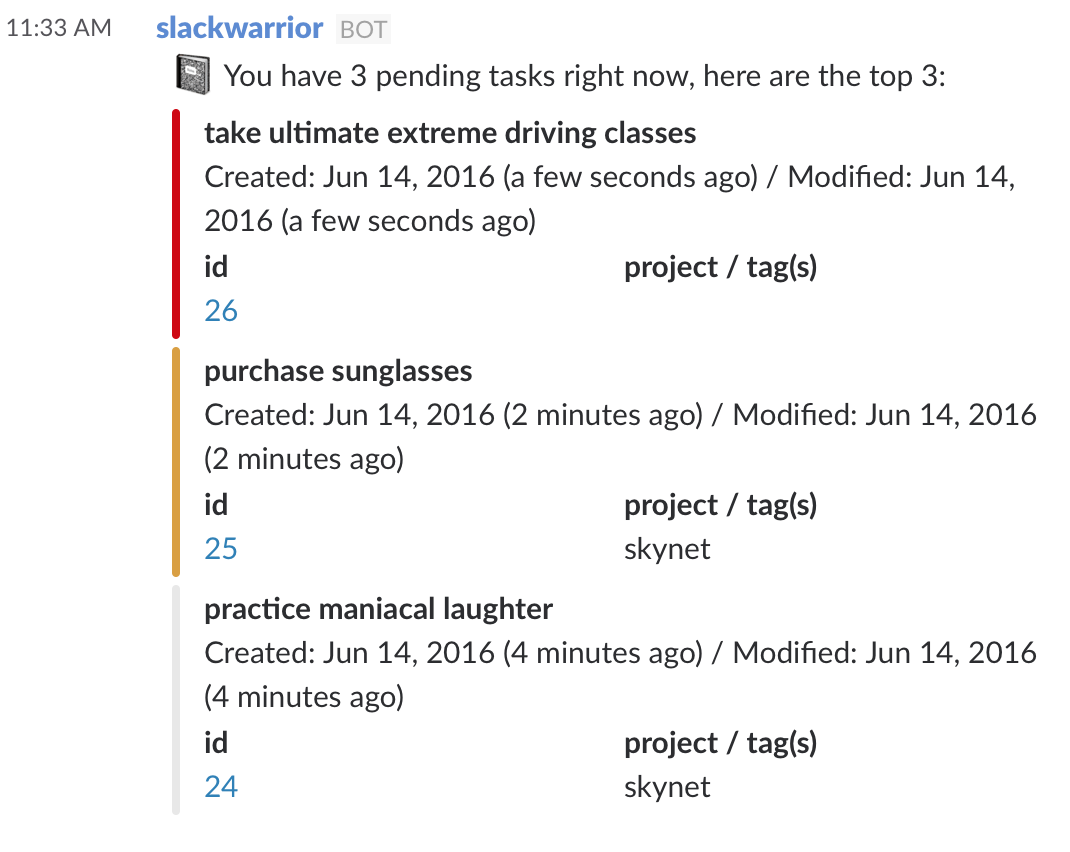 11:33 AM slackwarrior BOT
You have 3 pending tasks right now, here are the top 3:
take ultimate extreme driving classes
Created: Jun 14, 2016 (a few seconds ago) / Modified: Jun 14,
2016 (a few seconds ago)
id project / tag(s)
26
purchase sunglasses
Created: Jun 14, 2016 (2 minutes ago) / Modified: Jun 14, 2016
(2 minutes ago)
id project / tag(s)
25 skynet
practice maniacal laughter
Created: Jun 14, 2016 (4 minutes ago) / Modified: Jun 14, 2016
(4 minutes ago)
id project / tag(s)
24 skynet